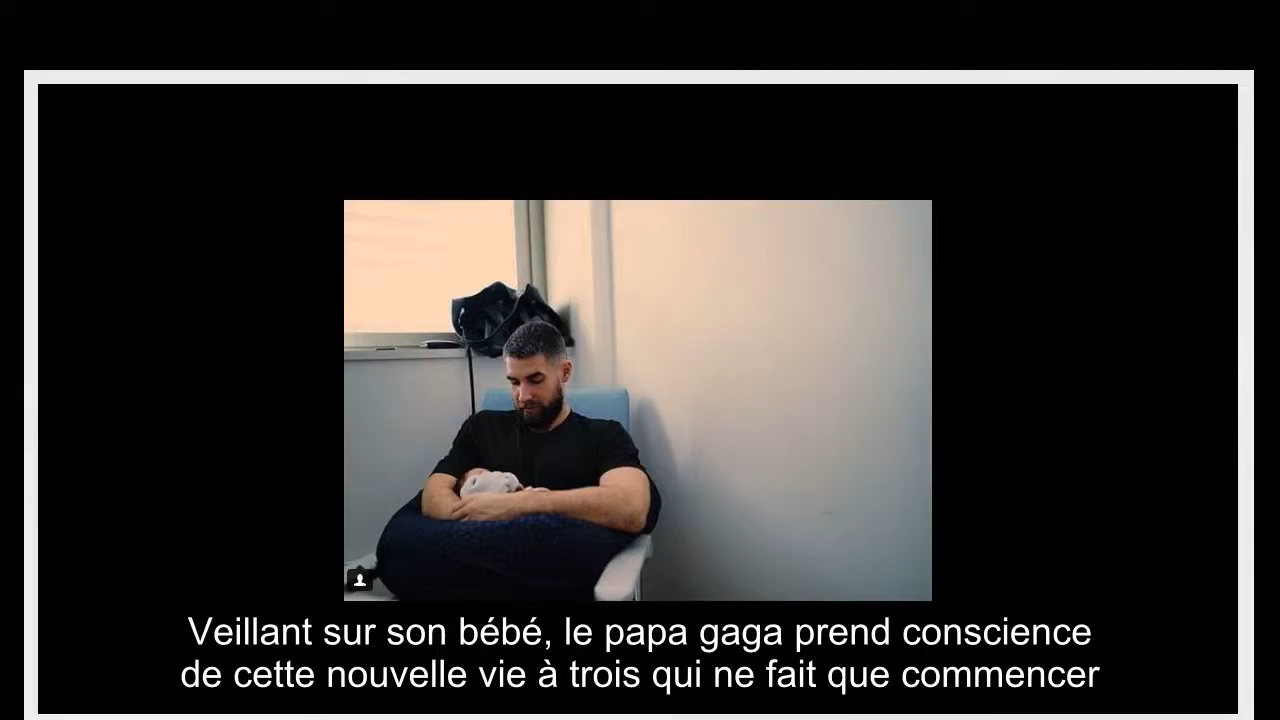 Veillant sur son bébé, le papa gaga prend conscience
de cette nouvelle vie à trois qui ne fait que commencer